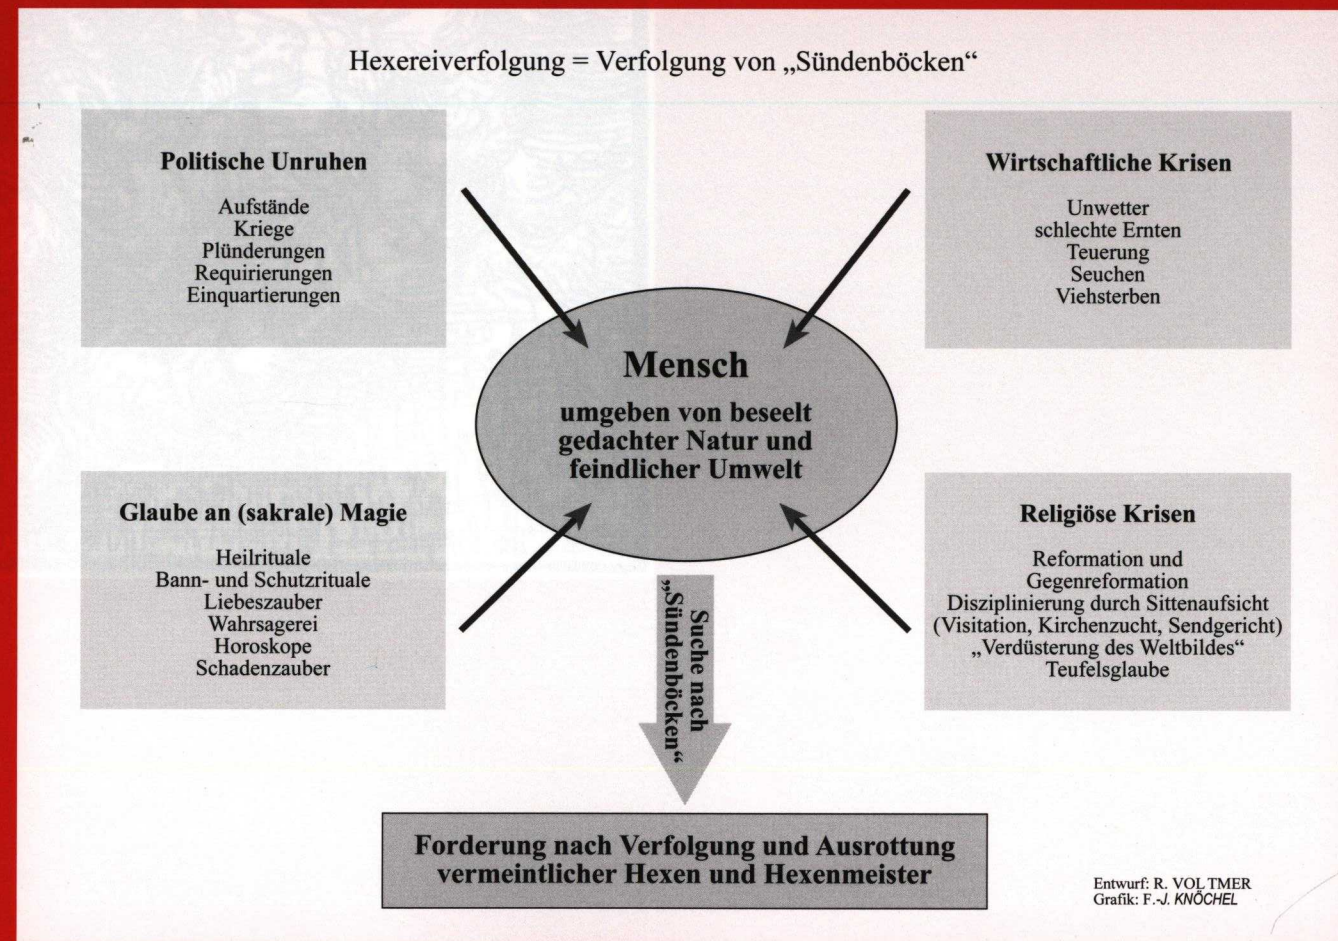 Hexereiverfolgung = Verfolgung von „Sündenböcken“
Politische Unruhen
Aufstände
Kriege
Plünderungen
Requirierungen
Einquartierungen
Wirtschaftliche Krisen
Unwetter
schlechte Ernten
Teuerung
Seuchen
Viehsterben
Mensch
umgeben von beseelt
gedachter Natur und
feindlicher Umwelt
Glaube an (sakrale) Magie
Heilrituale
Bann- und Schutzrituale
Liebeszauber
Wahrsagerei
Horoskope
Schadenzauber
Religiöse Krisen
Reformation und
Gegenreformation
Disziplinierung durch Sittenaufsicht
(Visitation, Kirchenzucht, Sendgericht)
„Verdüsterung des Weltbildes“
Teufelsglaube
Suche nach
„Sündenböcken“
Forderung nach Verfolgung und Ausrottung
vermeintlicher Hexen und Hexenmeister
Entwurf: R. VOLTMER
Grafik: F.-J. KNÖCHEL